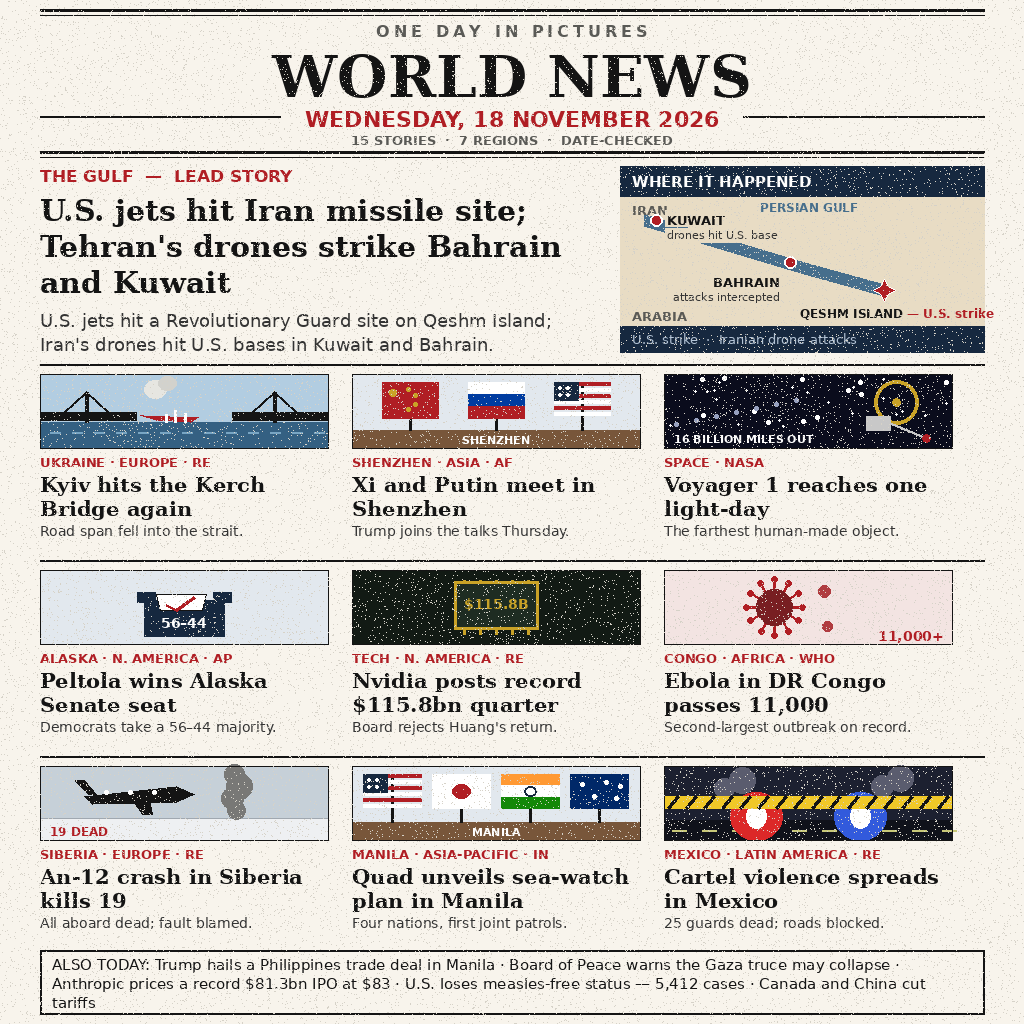 ONE DAY IN PICTURES
WORLD NEWS
WEDNESDAY, 18 NOVEMBER 2026
15 STORIES · 7 REGIONS · DATE-CHECKED
THE GULF — LEAD STORY
U.S. jets hit Iran missile site;
Tehran's drones strike Bahrain
and Kuwait
U.S. jets hit a Revolutionary Guard site on Qeshm Island;
Iran's drones hit U.S. bases in Kuwait and Bahrain.
WHERE IT HAPPENED
IRAN
PERSIAN GULF
KUWAIT
drones hit U.S. base
BAHRAIN
attacks intercepted
QESHM ISLAND — U.S. strike
ARABIA
U.S. strike · Iranian drone attacks
UKRAINE · EUROPE · RE
Kyiv hits the Kerch
Bridge again
Road span fell into the strait.
SHENZHEN
SHENZHEN · ASIA · AF
Xi and Putin meet in
Shenzhen
Trump joins the talks Thursday.
16 BILLION MILES OUT
SPACE · NASA
Voyager 1 reaches one
light-day
The farthest human-made object.
56–44
ALASKA · N. AMERICA · AP
Peltola wins Alaska
Senate seat
Democrats take a 56–44 majority.
$115.8B
TECH · N. AMERICA · RE
Nvidia posts record
$115.8bn quarter
Board rejects Huang's return.
11,000+
CONGO · AFRICA · WHO
Ebola in DR Congo
passes 11,000
Second-largest outbreak on record.
19 DEAD
SIBERIA · EUROPE · RE
An-12 crash in Siberia
kills 19
All aboard dead; fault blamed.
MANILA
MANILA · ASIA-PACIFIC · IN
Quad unveils sea-watch
plan in Manila
Four nations, first joint patrols.
MEXICO · LATIN AMERICA · RE
Cartel violence spreads
in Mexico
25 guards dead; roads blocked.
ALSO TODAY: Trump hails a Philippines trade deal in Manila · Board of Peace warns the Gaza truce may collapse ·
Anthropic prices a record $81.3bn IPO at $83 · U.S. loses measles-free status — 5,412 cases · Canada and China cut
tariffs